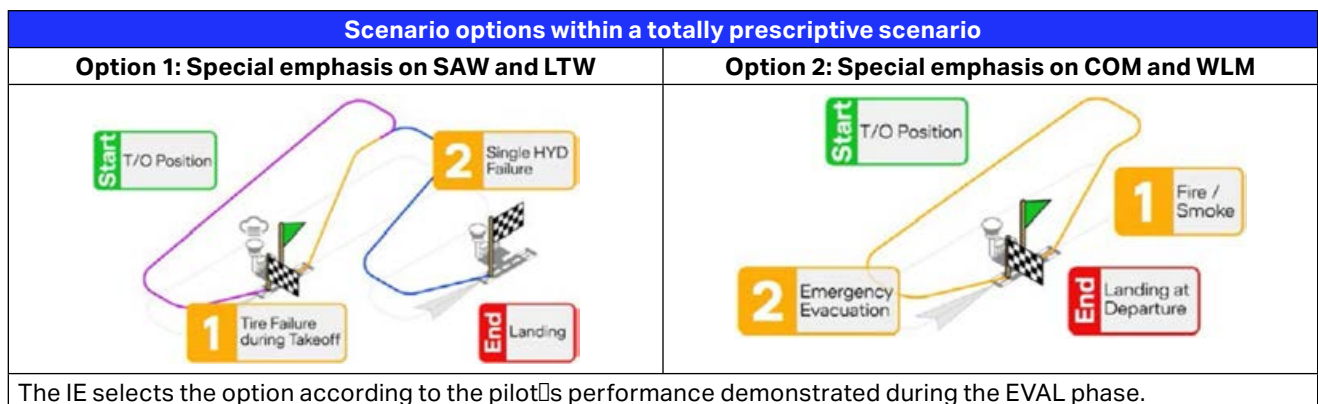 Scenario options within a totally prescriptive scenario
Option 1: Special emphasis on SAW and LTW
Option 2: Special emphasis on COM and WLM
Start
T/O Position
2
Single HYD
Failure
1
Tire Failure
during Takeoff
End
Landing
Start
T/O Position
1
Fire /
Smoke
2
Emergency
Evacuation
End
Landing at
Departure
The IE selects the option according to the pilot▯s performance demonstrated during the EVAL phase.